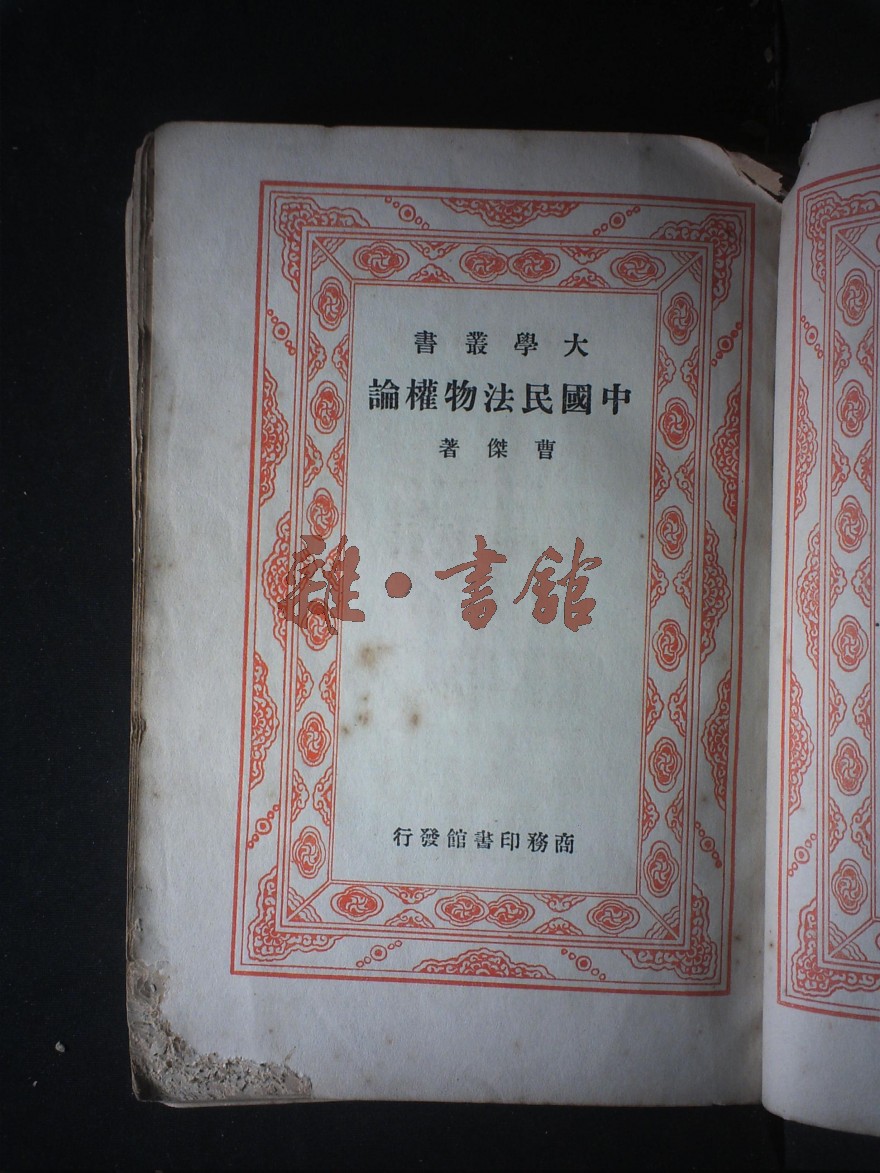 大學叢書
中國民法物權論
曹傑著
雜·書館
商務印書館發行